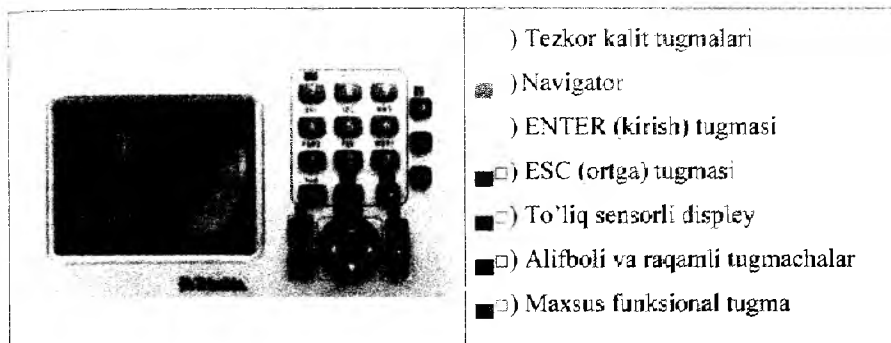 ) Tezkor kalit tugmalari
) Navigator
) ENTER (kirish) tugmasi
) ESC (ortga) tugmasi
) To’liq sensorli displey
) Alifboli va raqamli tugmachalar
) Maxsus funksional tugma